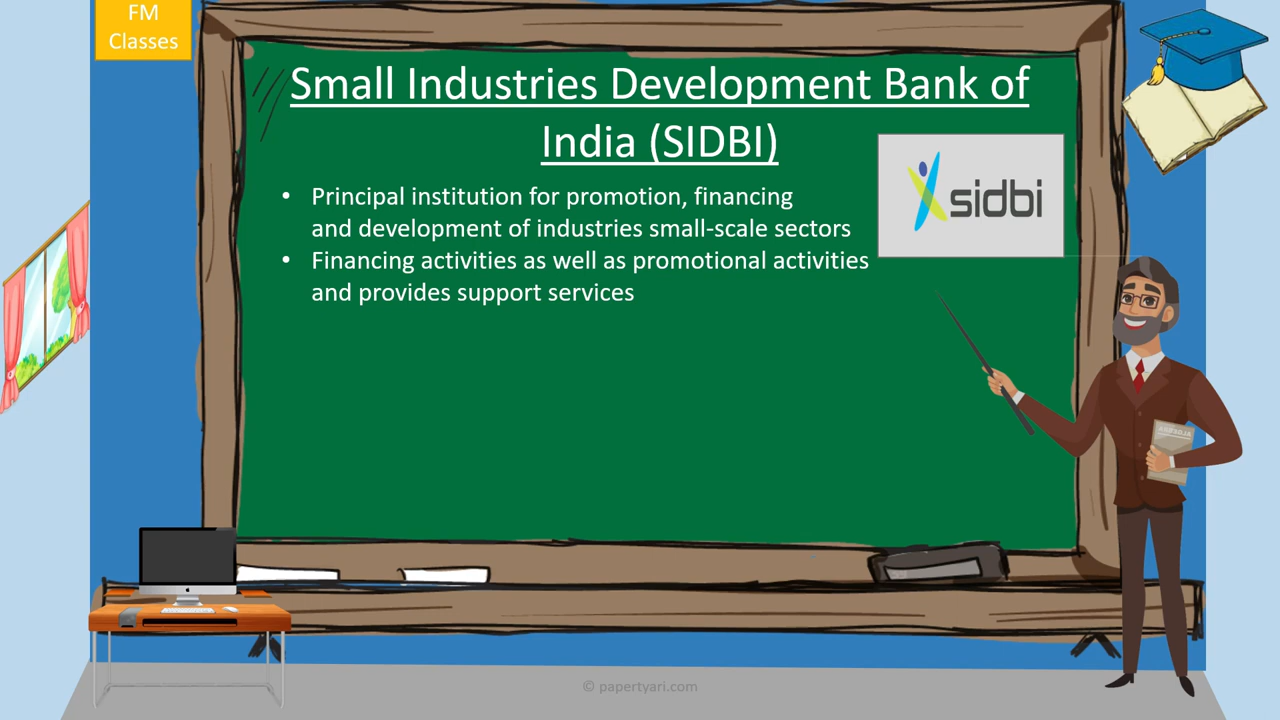 FM
Classes
Small Industries Development Bank of
India (SIDBI)
sidbi
• Principal institution for promotion, financing
and development of industries small-scale sectors
• Financing activities as well as promotional activities
and provides support services
© papertyari.com